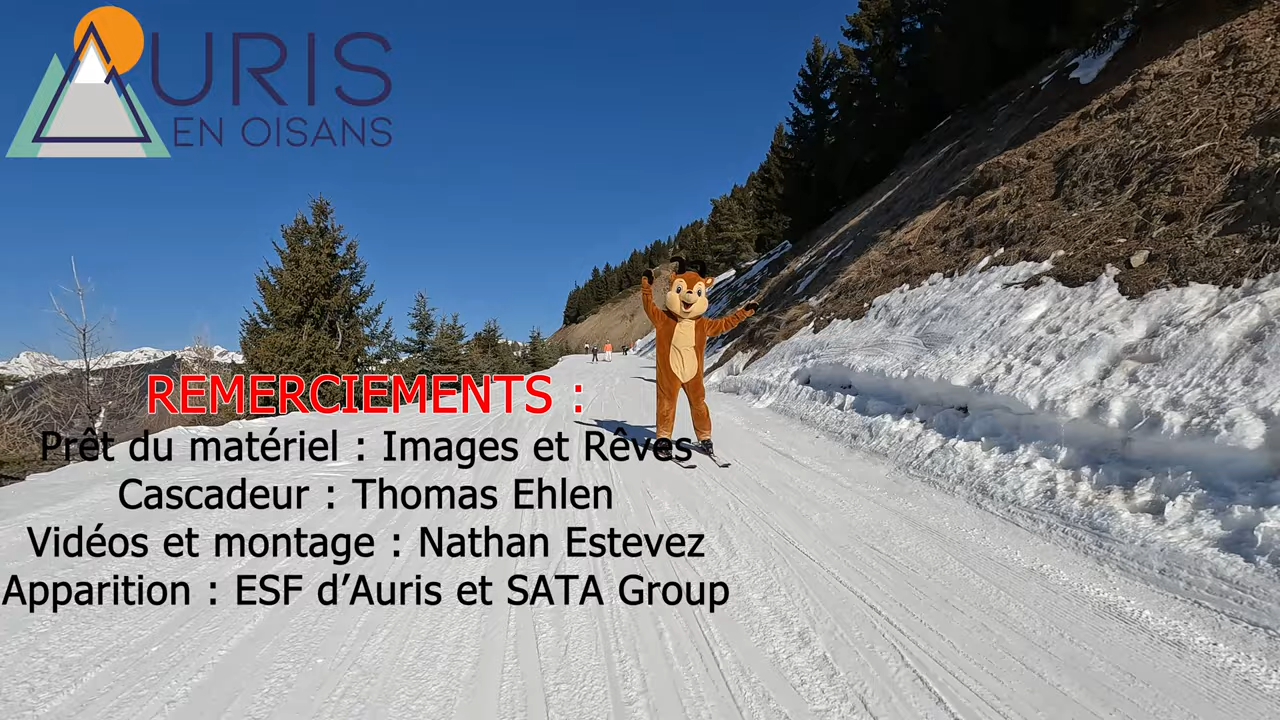 AURIS
EN OISANS
REMERCIEMENTS :
Prêt du matériel : Images et Rêves
Cascadeur : Thomas Ehlen
Vidéos et montage : Nathan Estevez
Apparition : ESF d’Auris et SATA Group